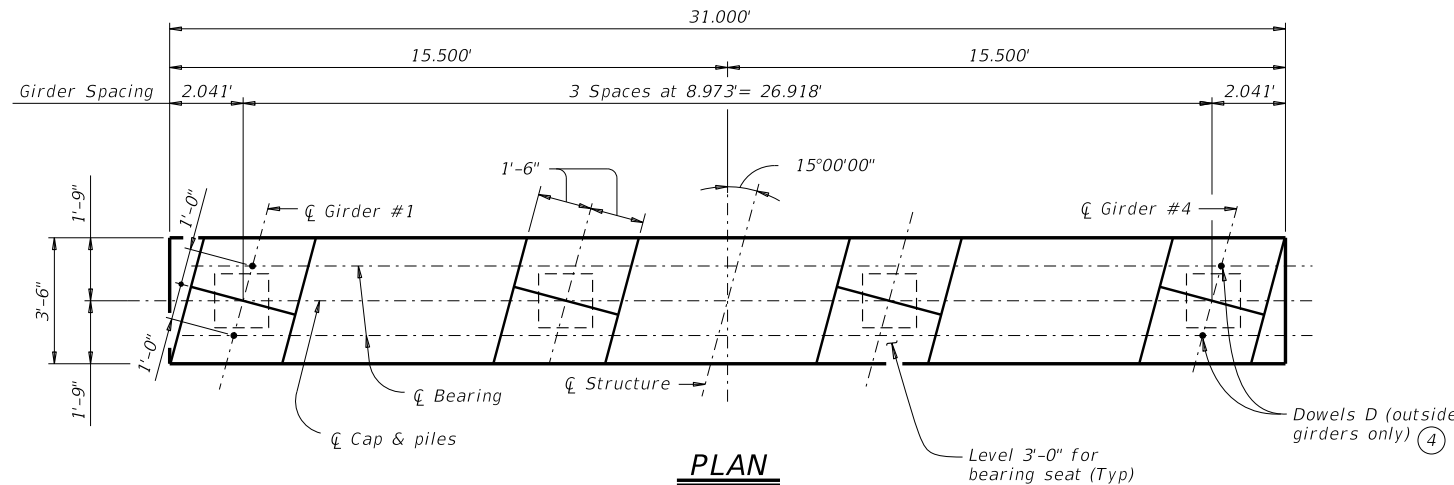 31.000'
15.500'
15.500'
Girder Spacing
2.041'
3 Spaces at 8.973'= 26.918'
2.041'
1'-6"
15°00'00"
1'-9"
1'-0"
℄ Girder #1
℄ Girder #4
3'-6"
1'-0"
1'-9"
℄ Structure
℄ Bearing
℄ Cap & piles
Dowels D (outside
girders only) 4
Level 3'-0" for
bearing seat (Typ)
PLAN